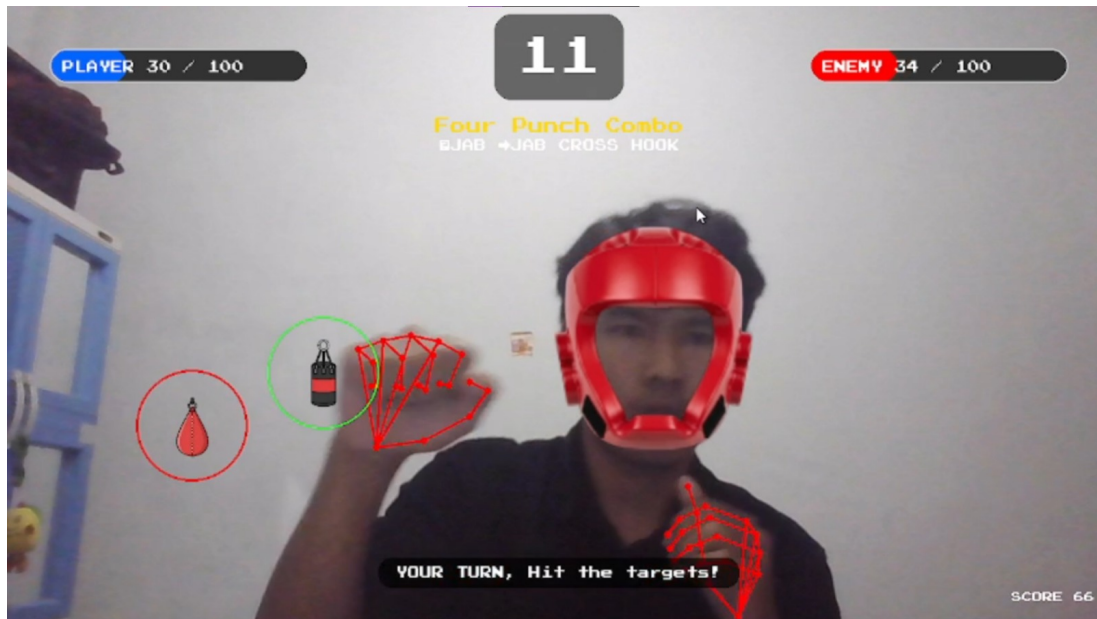 PLAYER 30 / 100
11
ENEMY 34 / 100
Four Punch Combo
JAB ➔JAB CROSS HOOK
YOUR TURN, Hit the targets!
SCORE 66